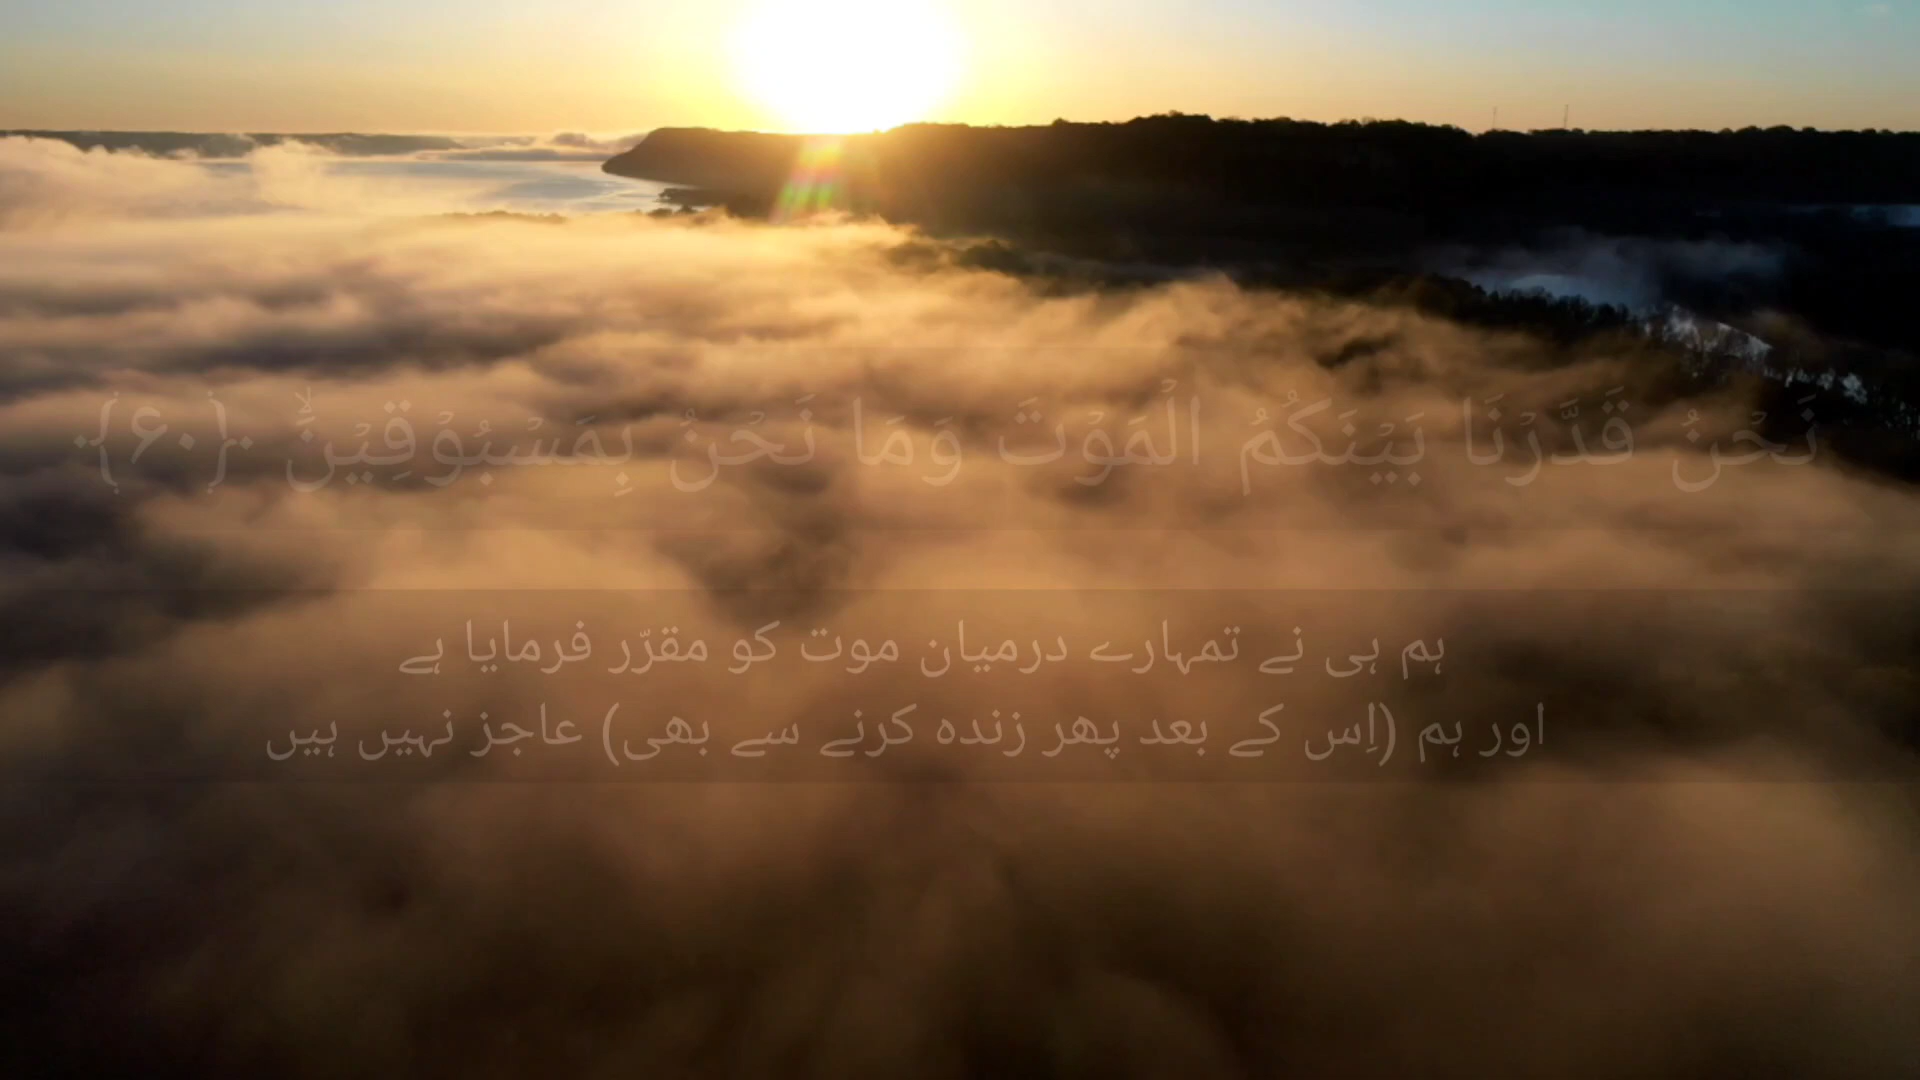 نَحْنُ قَدَّرْنَا بَيْنَكُمُ الْمَوْتَ وَمَا نَحْنُ بِمَسْبُوْقِيْنَۙ ﴿۶۰﴾
ہم ہی نے تمہارے درمیان موت کو مقرّر فرمایا ہے
اور ہم (اِس کے بعد پھر زندہ کرنے سے بھی) عاجز نہیں ہیں